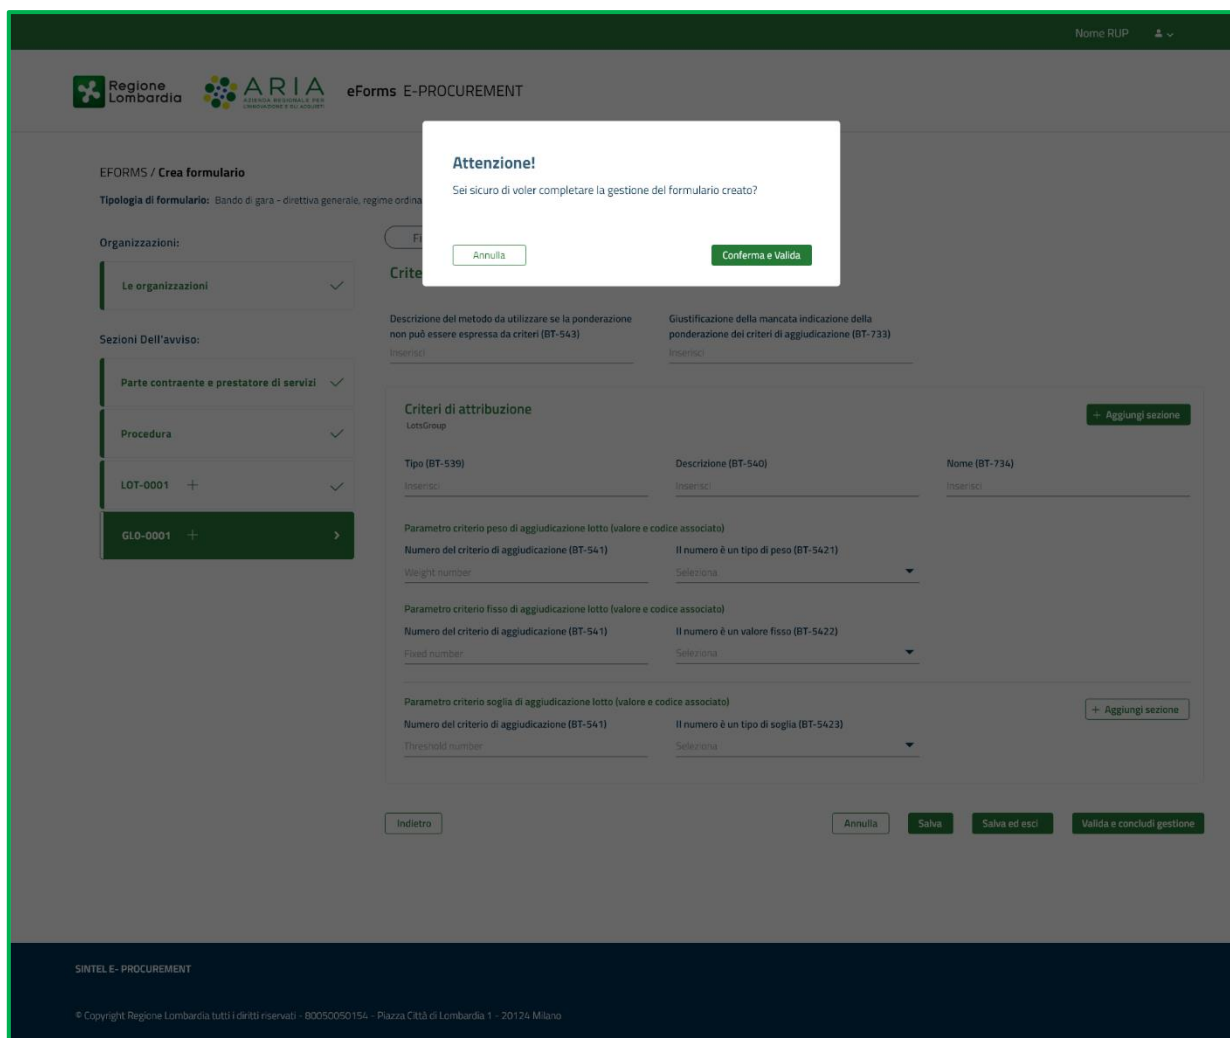 Nome RUP
Regione
Lombardia
ARIA
AZIENDA REGIONALE PER
L'INNOVAZIONE E GLI ACQUISTI
eForms E-PROCUREMENT
Attenzione!
Sei sicuro di voler completare la gestione del formulario creato?
Annulla
Conferma e Valida
EFORMS / Crea formulario
Tipologia di formulario: Bando di gara - direttiva generale, regime ordina
Organizzazioni:
Le organizzazioni
Sezioni Dell'avviso:
Parte contraente e prestatore di servizi
Procedura
LOT-0001 +
GLO-0001 +
Fi
Crite
Descrizione del metodo da utilizzare se la ponderazione
non può essere espressa da criteri (BT-543)
Inserisci
Giustificazione della mancata indicazione della
ponderazione dei criteri di aggiudicazione (BT-733)
Inserisci
Criteri di attribuzione
LotsGroup
+ Aggiungi sezione
Tipo (BT-539)
Inserisci
Descrizione (BT-540)
Inserisci
Nome (BT-734)
Inserisci
Parametro criterio peso di aggiudicazione lotto (valore e codice associato)
Numero del criterio di aggiudicazione (BT-541)
Weight number
Il numero è un tipo di peso (BT-5421)
Seleziona
Parametro criterio fisso di aggiudicazione lotto (valore e codice associato)
Numero del criterio di aggiudicazione (BT-541)
Fixed number
Il numero è un valore fisso (BT-5422)
Seleziona
Parametro criterio soglia di aggiudicazione lotto (valore e codice associato)
+ Aggiungi sezione
Numero del criterio di aggiudicazione (BT-541)
Threshold number
Il numero è un tipo di soglia (BT-5423)
Seleziona
Indietro
Annulla
Salva
Salva ed esci
Valida e concludi gestione
SINTEL E- PROCUREMENT
© Copyright Regione Lombardia tutti i diritti riservati - 80050050154 - Piazza Città di Lombardia 1 - 20124 Milano